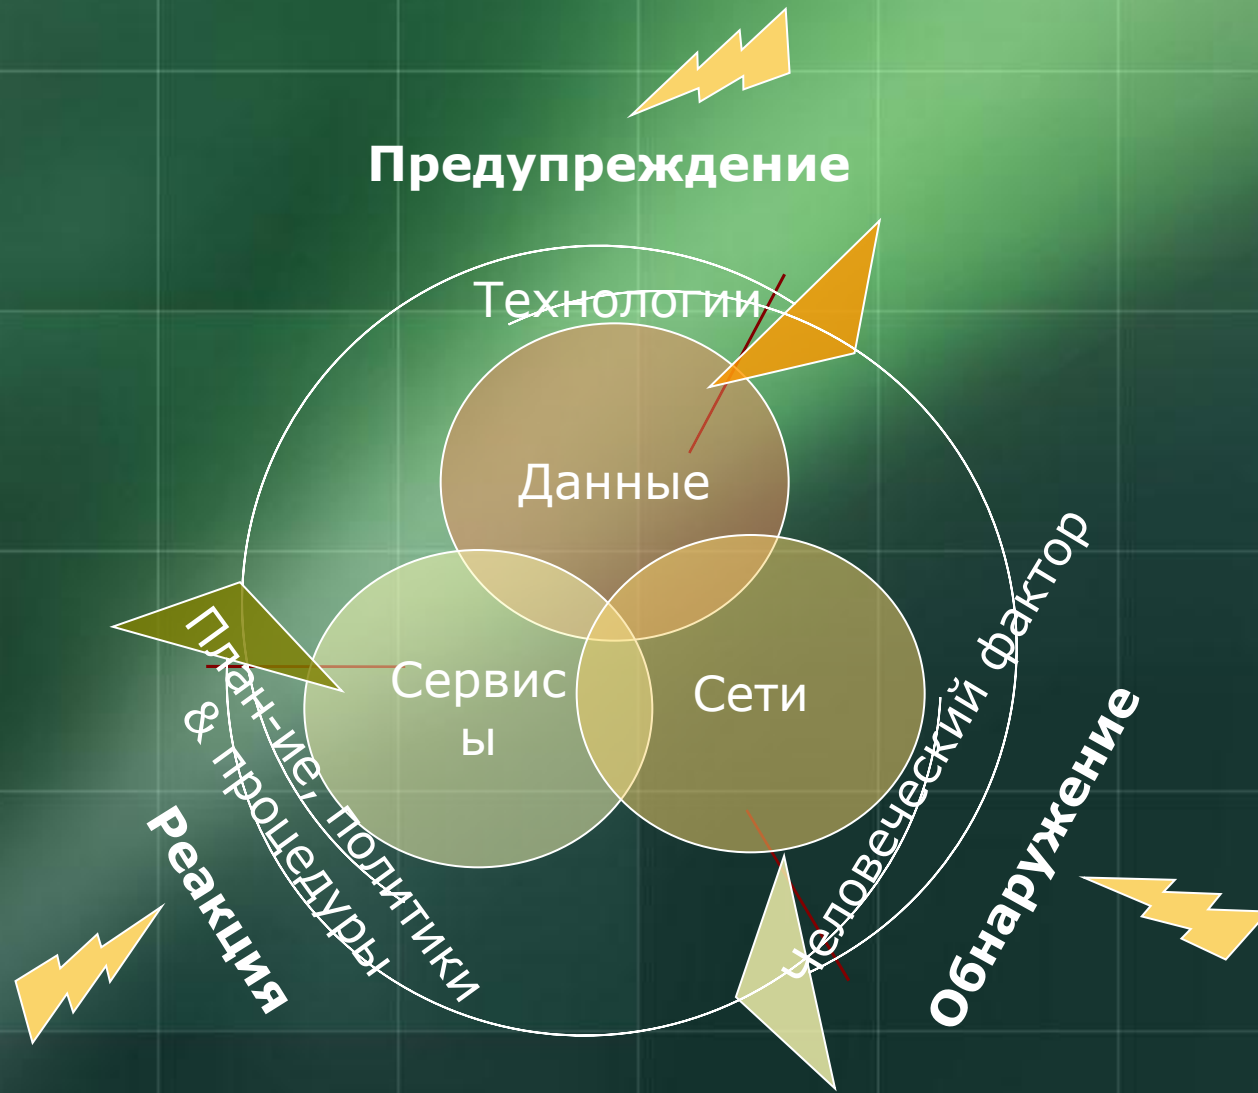 Предупреждение
Технологии
Данные
Сервис
ы
Сети
План-ие, политики
& процедуры
Человеческий фактор
Реакция
Обнаружение